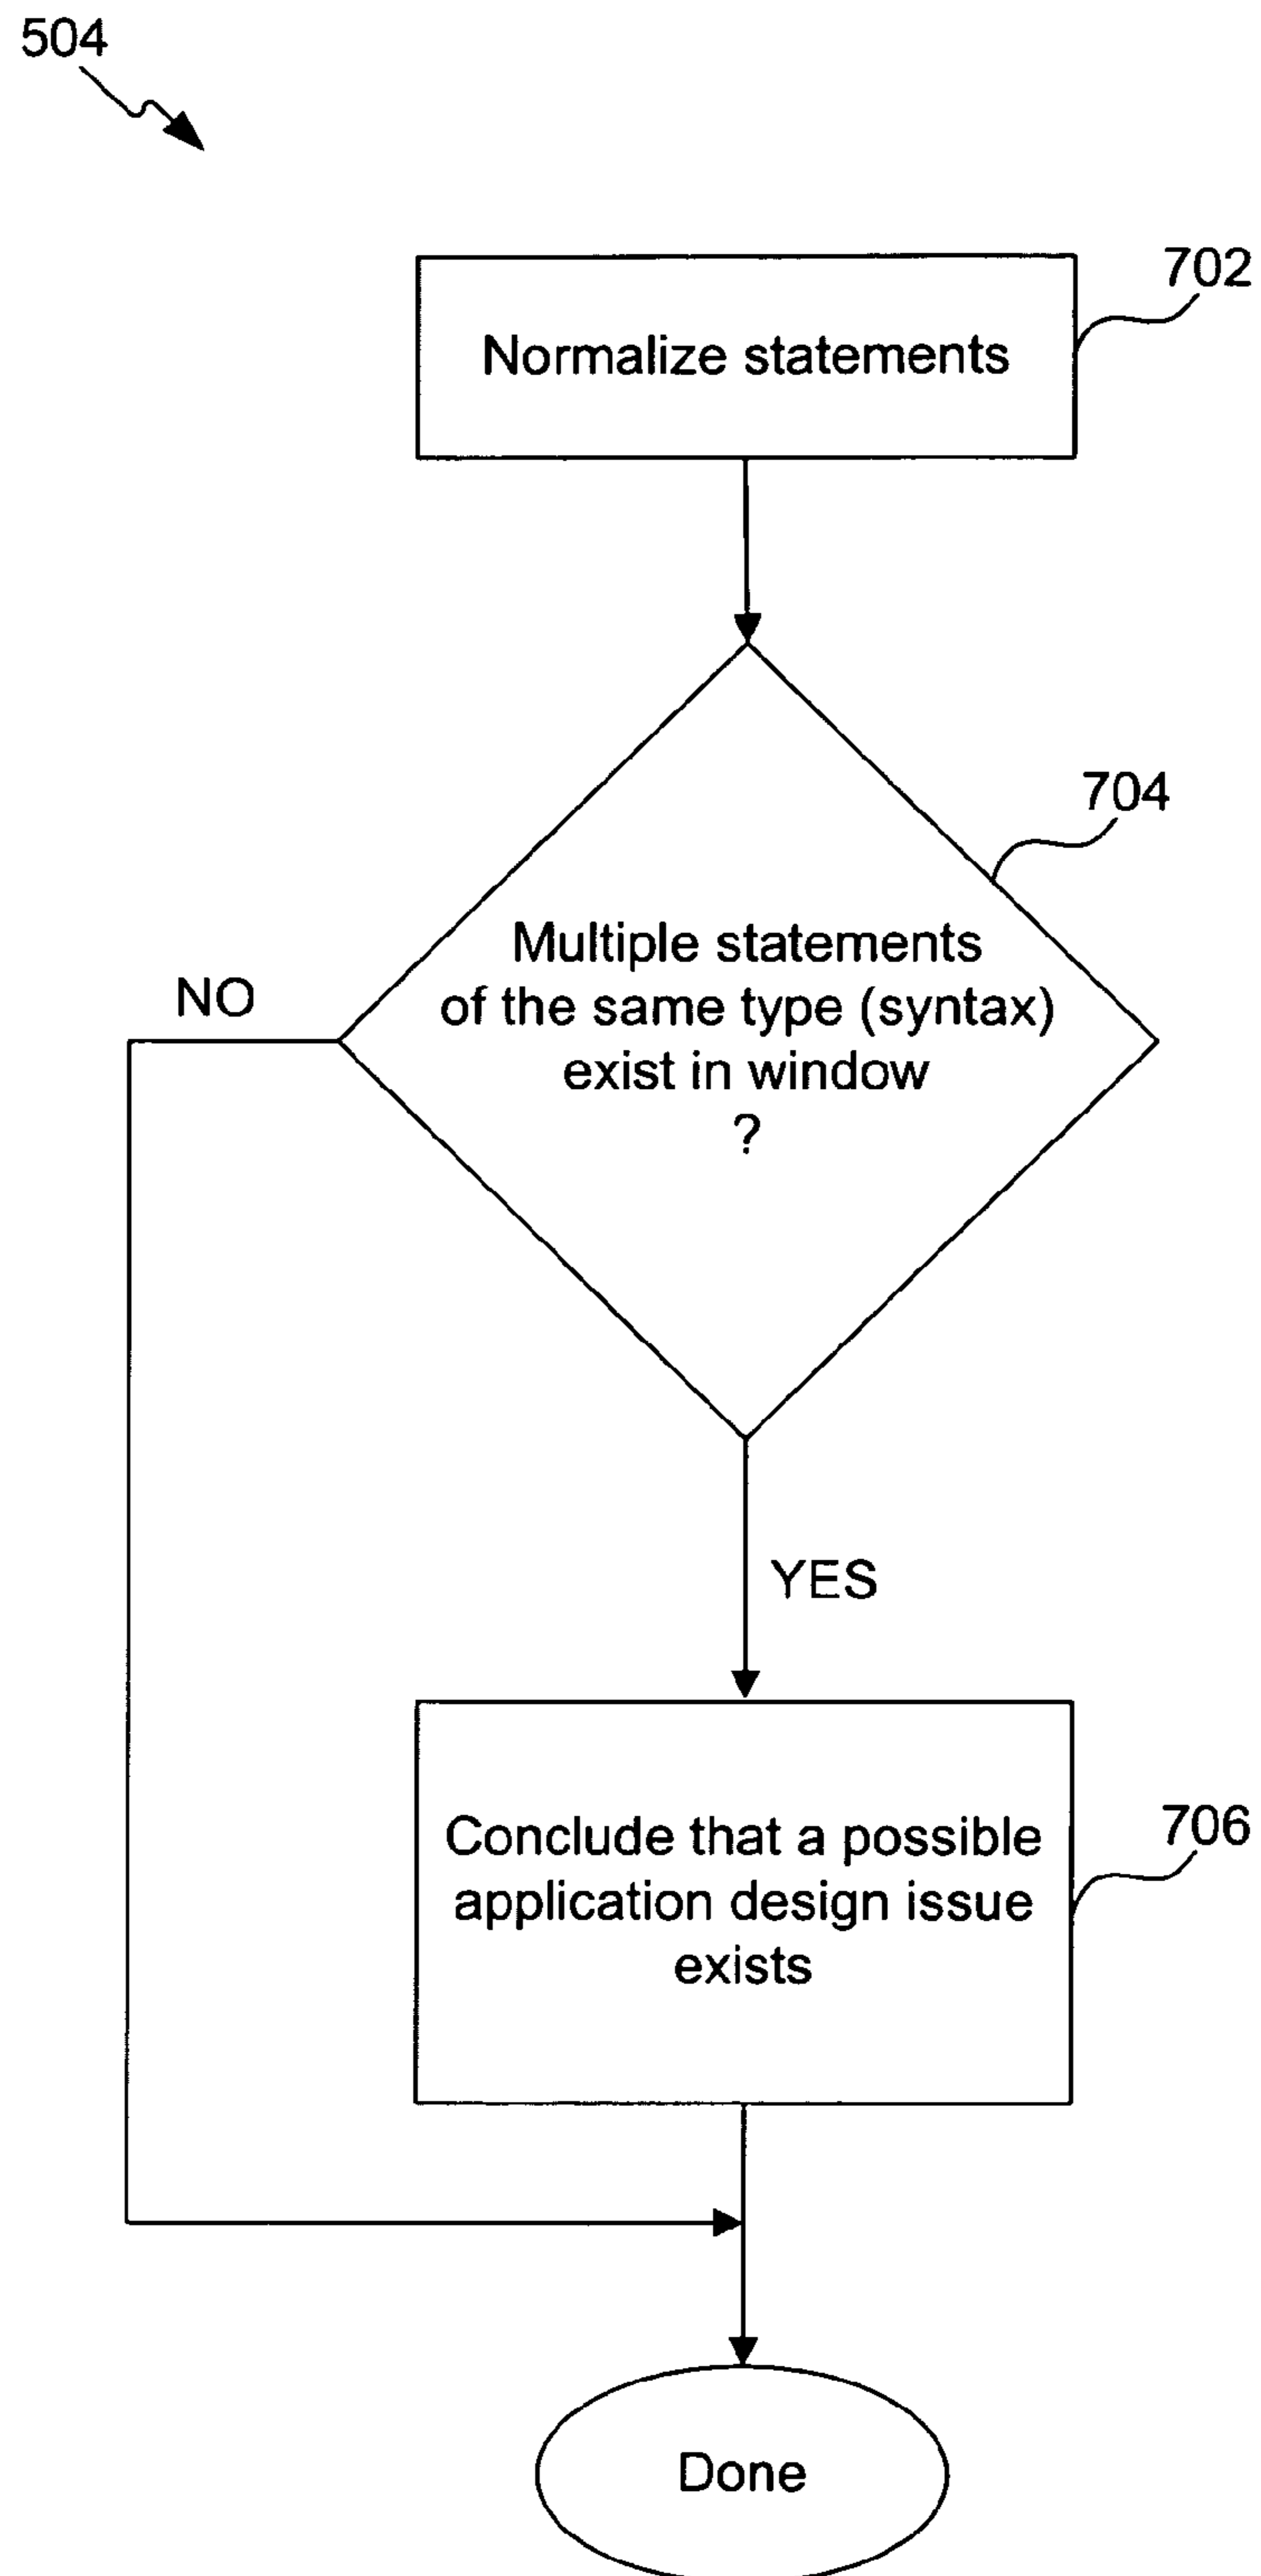 504
702
Normalize statements
704
Multiple statements
of the same type (syntax)
exist in window
?
NO
YES
706
Conclude that a possible
application design issue
exists
Done